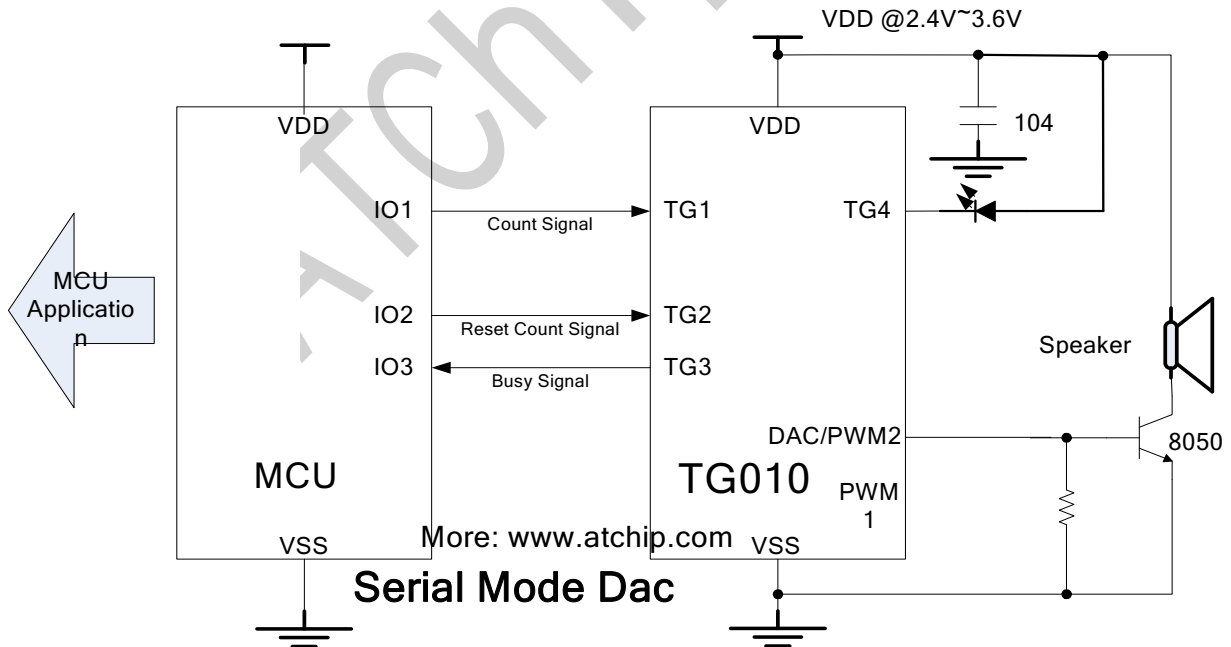 VDD @2.4V~3.6V
VDD
VDD
104
IO1
Count Signal
TG1
TG4
MCU
Applicatio
n
IO2
Reset Count Signal
TG2
IO3
Busy Signal
TG3
Speaker
DAC/PWM2
8050
MCU
TG010
PWM
1
More: www.atchip.com
VSS
VSS
Serial Mode Dac